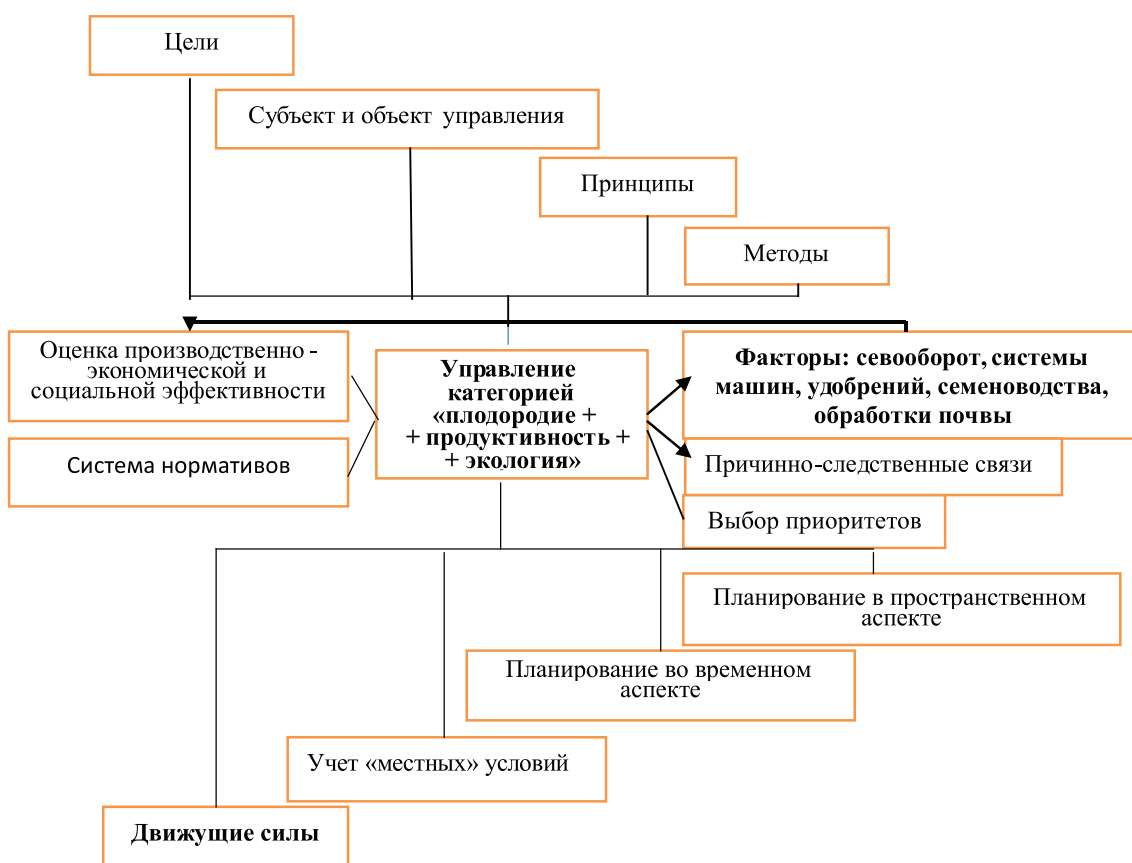 Цели
Субъект и объект управления
Принципы
Методы
Оценка производственно -
экономической и
социальной эффективности
Система нормативов
Управление
категорией
«плодородие +
+ продуктивность +
+ экология»
Факторы: севооборот, системы
машин, удобрений, семеноводства,
обработки почвы
Причинно-следственные связи
Выбор приоритетов
Планирование в пространственном
аспекте
Планирование во временном
аспекте
Учет «местных» условий
Движущие силы